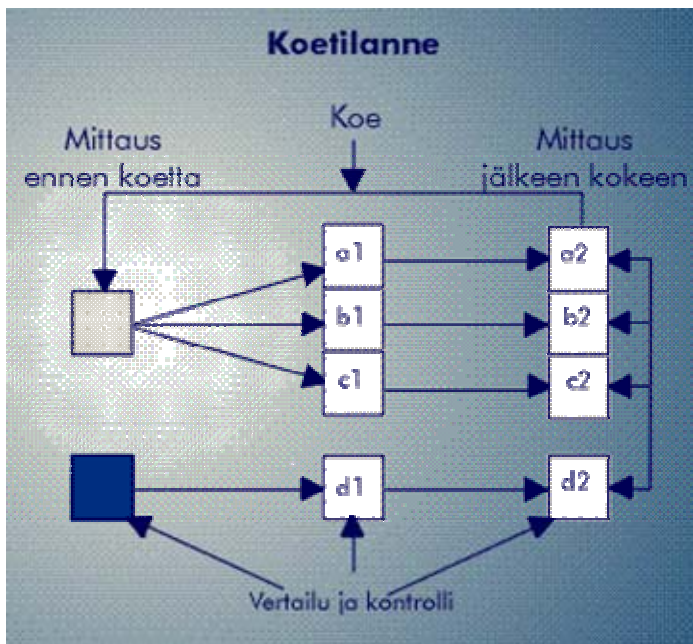 Koetilanne
Koe
Mittaus
ennen koetta
Mittaus
jälkeen kokeen
a1
a2
b1
b2
c1
c2
d1
d2
Vertailu ja kontrolli